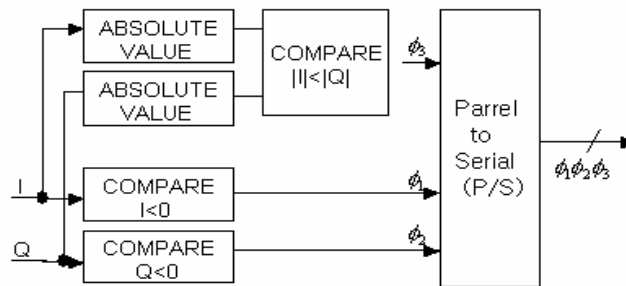 ABSOLUTE
VALUE
COMPARE
|I|<|Q|
ϕ3
ABSOLUTE
VALUE
Parrel
to
Serial
(P/S)
ϕ1ϕ2ϕ3
I
COMPARE
I<0
ϕ1
Q
COMPARE
Q<0
ϕ2